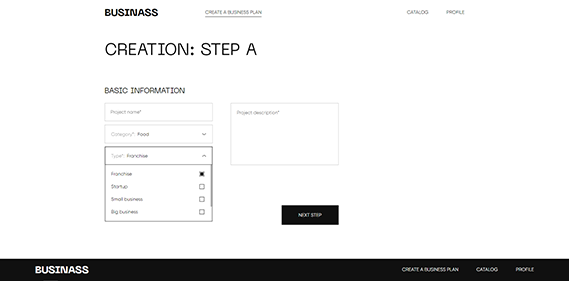 BUSINASS
CREATE A BUSINESS PLAN
CATALOG
PROFILE
CREATION: STEP A
BASIC INFORMATION
Project name*
Project description*
Category*: Food
Type*: Franchise
Franchise
Startup
Small business
Big business
NEXT STEP
BUSINASS
CREATE A BUSINESS PLAN
CATALOG
PROFILE